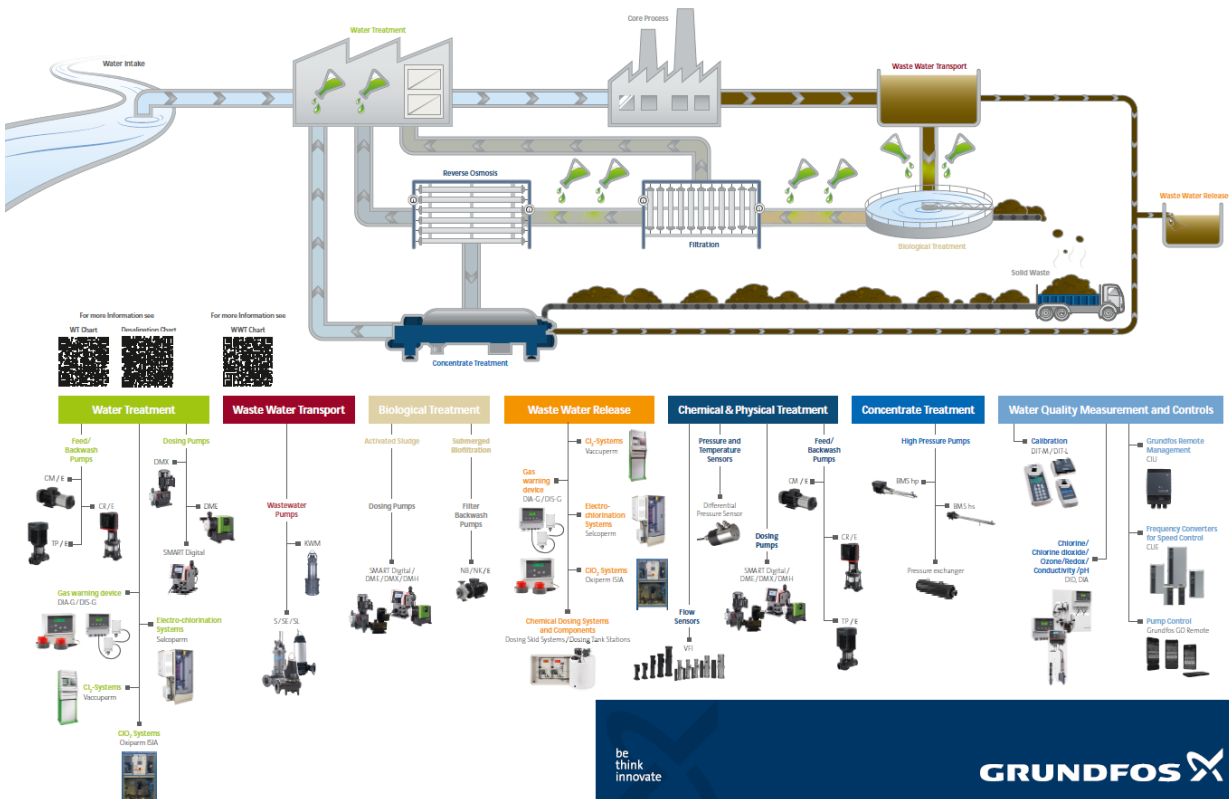 Core Process
Water Treatment
Water Intake
Waste Water Transport
Reverse Osmosis
Waste Water Release
Filtration
Biological Treatment
Solid Waste
Concentrate Treatment
For more Information see
WT Chart
Desalination Chart
For more Information see
WWT Chart
Water Treatment
Feed/
Backwash
Pumps
CM / E
CR / E
TP / E
Dosing Pumps
DMX
DME
SMART Digital
Gas warning device
DIA-G / DIS-G
Electro-chlorination
Systems
Selcoperm
Cl₂-Systems
Vaccuperm
ClO₂ Systems
Oxiperm ISIA
Waste Water Transport
Wastewater
Pumps
KWM
S / SE / SL
Biological Treatment
Activated Sludge
Dosing Pumps
SMART Digital /
DME / DMX / DMH
Submerged
Biofiltration
Filter
Backwash
Pumps
NB / NK / E
Waste Water Release
Cl₂-Systems
Vaccuperm
Gas
warning
device
DIA-G / DIS-G
Electro-
chlorination
Systems
Selcoperm
ClO₂ Systems
Oxiperm ISIA
Chemical Dosing Systems
and Components
Dosing Skid Systems / Dosing Tank Stations
Chemical & Physical Treatment
Pressure and
Temperature
Sensors
Differential
Pressure Sensor
Flow
Sensors
VFI
Dosing
Pumps
SMART Digital /
DME / DMX / DMH
Feed/
Backwash
Pumps
CM / E
CR / E
TP / E
Concentrate Treatment
High Pressure Pumps
BMS hp
BMS hs
Pressure exchanger
Water Quality Measurement and Controls
Calibration
DIT-M / DIT-L
Chlorine/
Chlorine dioxide/
Ozone/Redox/
Conductivity /pH
DID, DIA
Grundfos Remote
Management
CIU
Frequency Converters
for Speed Control
CUE
Pump Control
Grundfos GO Remote
be
think
innovate
GRUNDFOS